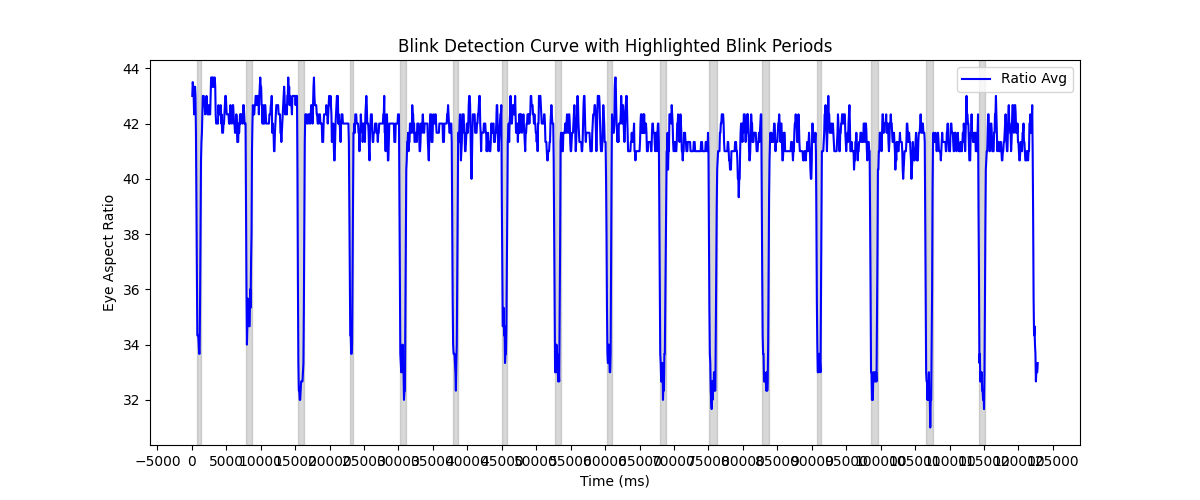 Blink Detection Curve with Highlighted Blink Periods
Ratio Avg
44
42
40
38
36
34
32
Eye Aspect Ratio
−5000 0 5000 10000 15000 20000 25000 30000 35000 40000 45000 50000 55000 60000 65000 70000 75000 80000 85000 90000 95000 100000 105000 110000 115000 120000 125000
Time (ms)